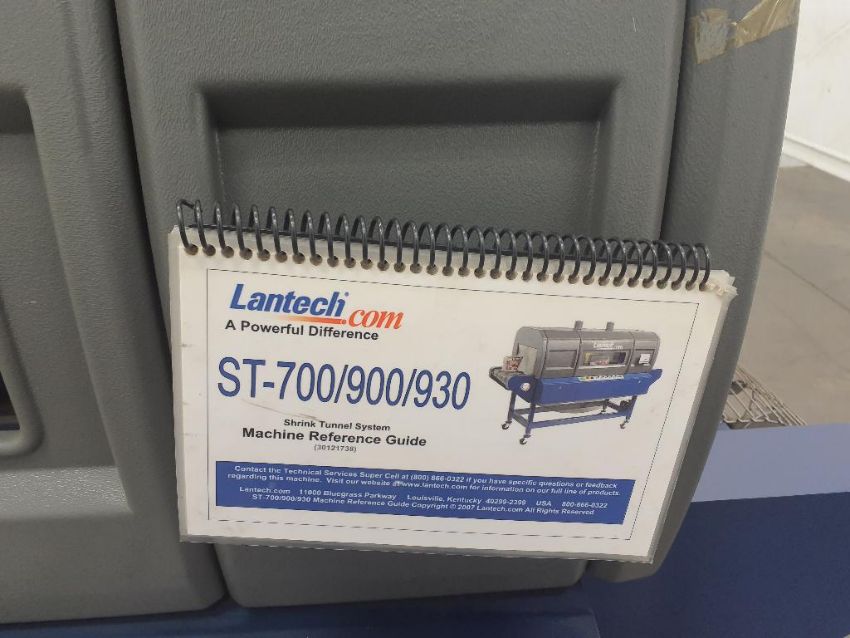 Lantech.com
A Powerful Difference
Lantech
ST-700/900/930
Shrink Tunnel System
Machine Reference Guide
(30121738)
Contact the Technical Services Super Cell at (800) 866-0322 if you have specific questions or feedback
regarding this machine. Visit our website at www.lantech.com for information on our full line of products.
Lantech.com 11000 Bluegrass Parkway Louisville, Kentucky 40299-2399 USA 800-866-0322
ST-700/900/930 Machine Reference Guide Copyright © 2007 Lantech.com All Rights Reserved